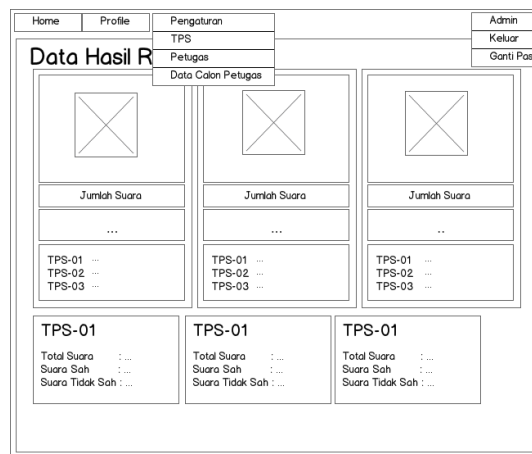 Home Profile Pengaturan Admin
TPS Keluar
Data Hasil R Petugas Ganti Pas
Data Calon Petugas
Jumlah Suara Jumlah Suara Jumlah Suara
... ... ..
TPS-01 ... TPS-01 ... TPS-01 ...
TPS-02 ... TPS-02 ... TPS-02 ...
TPS-03 ... TPS-03 ... TPS-03 ...
TPS-01 TPS-01 TPS-01
Total Suara : ... Total Suara : ... Total Suara : ...
Suara Sah : ... Suara Sah : ... Suara Sah : ...
Suara Tidak Sah : ... Suara Tidak Sah : ... Suara Tidak Sah : ...